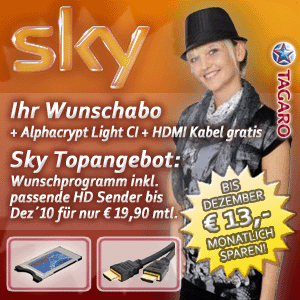 sky
TAGARO
Ihr Wunschabo
+ Alphacrypt Light CI + HDMI Kabel gratis
Sky Topangebot:
Wunschprogramm inkl.
passende HD Sender bis
Dez´10 für nur € 19,90 mtl.
BIS
DEZEMBER
€ 13,-
MONATLICH
SPAREN!